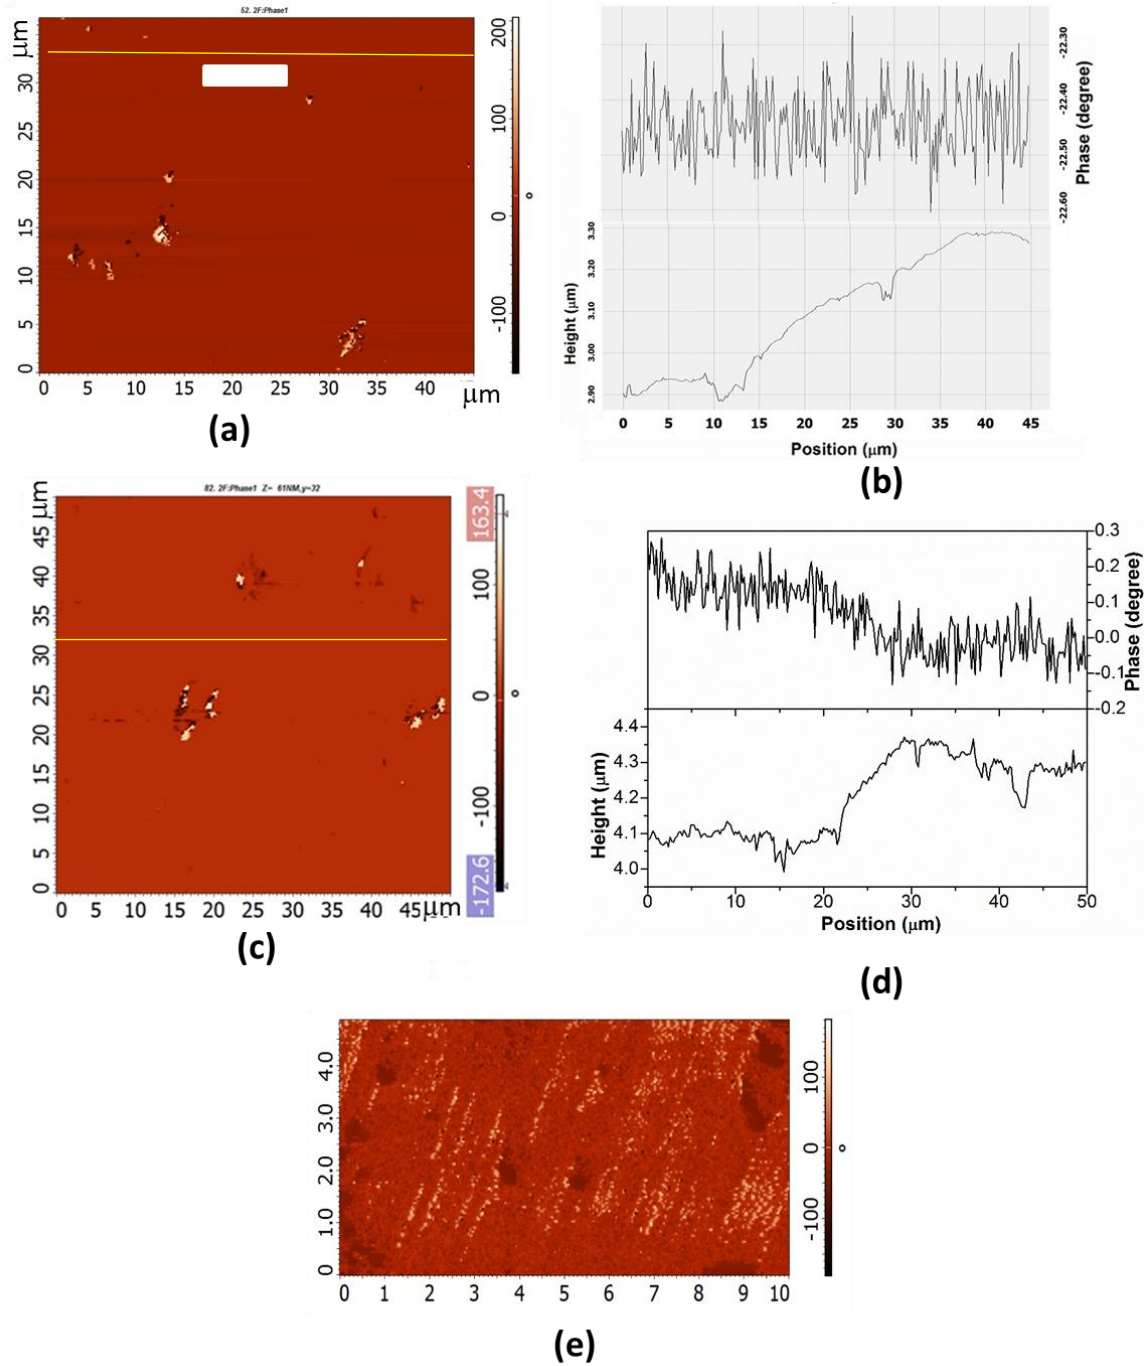 52. 2F:Phase1
μm
0 5 10 15 20 25 30
0 5 10 15 20 25 30 35 40
μm
200 100 0 -100
°
(a)
-22.30 -22.40 -22.50 -22.60
Phase (degree)
3.30 3.20 3.10 3.00 2.90
Height (μm)
0 5 10 15 20 25 30 35 40 45
Position (μm)
(b)
82. 2F:Phase1 Z= 61NM,y=32
μm
0 5 10 15 20 25 30 35 40 45
0 5 10 15 20 25 30 35 40 45 μm
163.4
100 0 -100
-172.6
°
(c)
0.3 0.2 0.1 0.0 -0.1 -0.2
Phase (degree)
4.4 4.3 4.2 4.1 4.0
Height (μm)
0 10 20 30 40 50
Position (μm)
(d)
0 1.0 2.0 3.0 4.0
0 1 2 3 4 5 6 7 8 9 10
100 0 -100
°
(e)